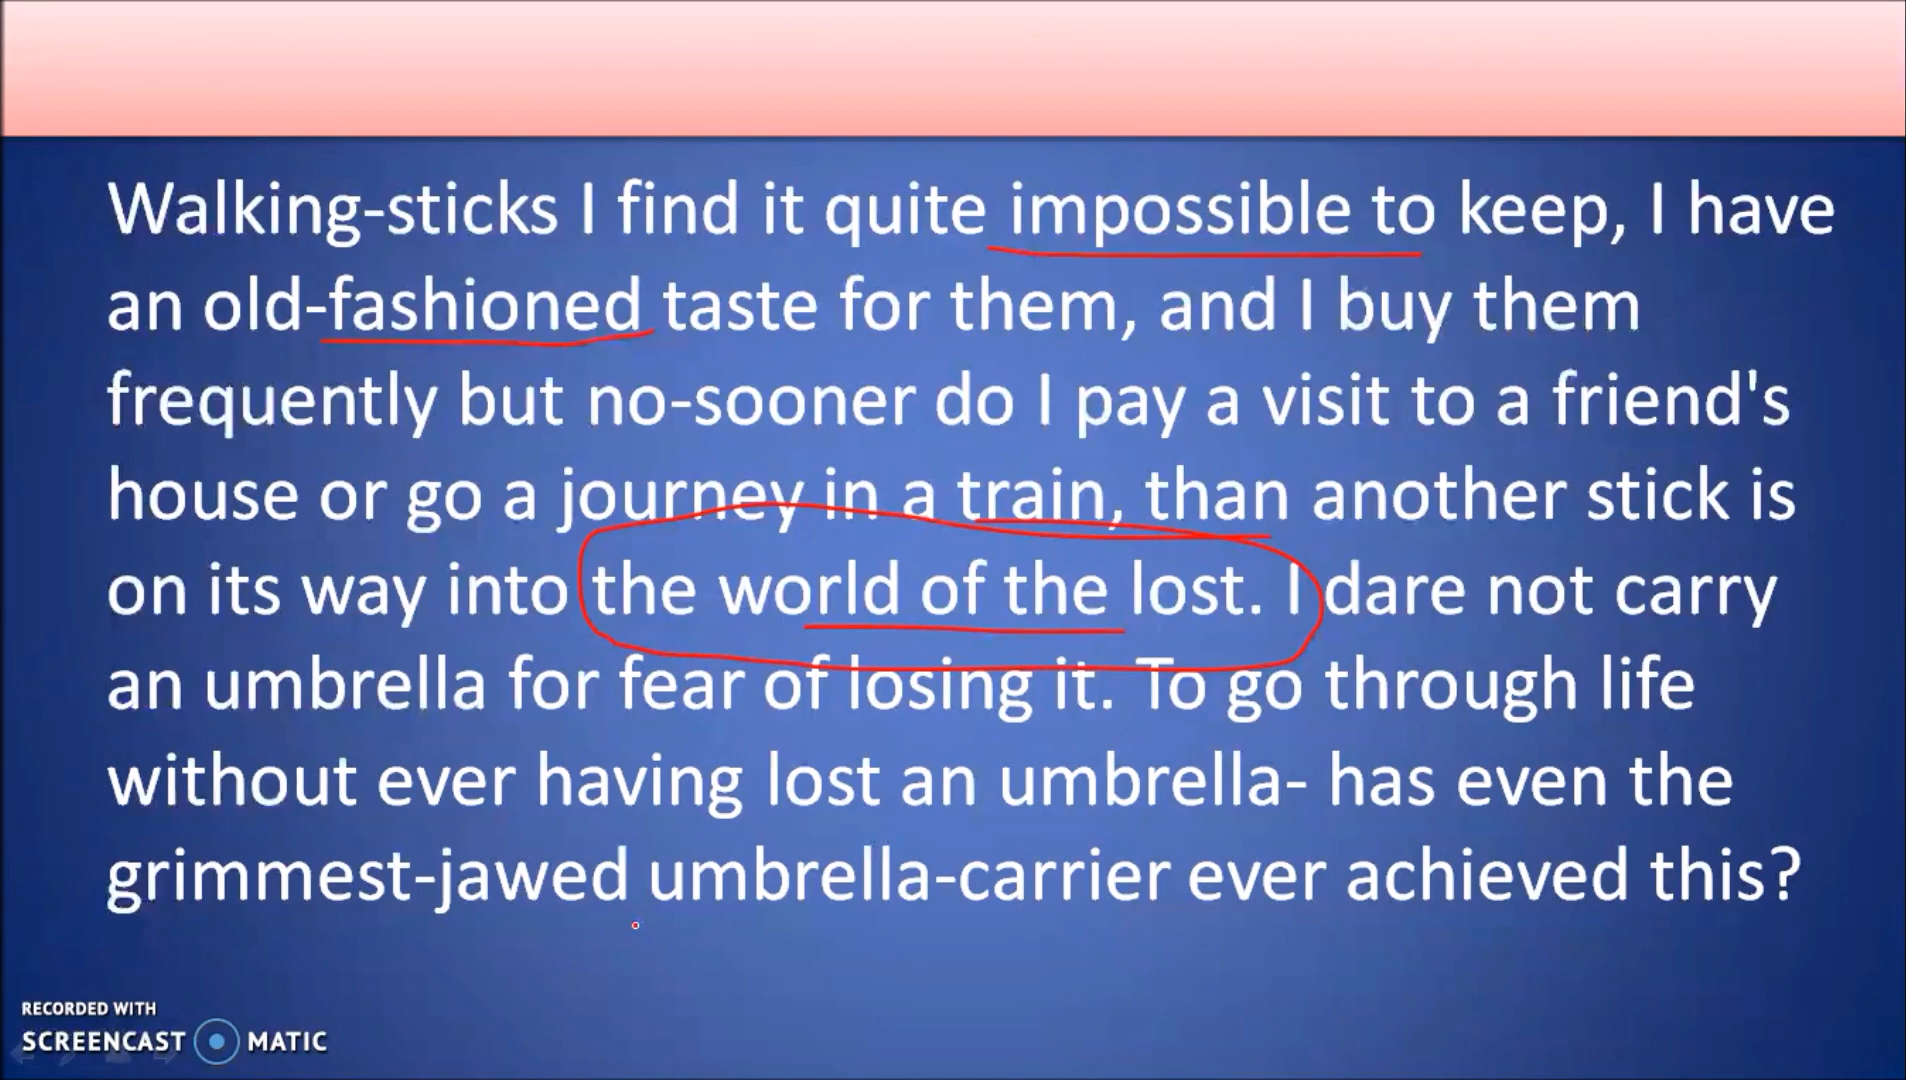 Walking-sticks I find it quite impossible to keep, I have
an old-fashioned taste for them, and I buy them
frequently but no-sooner do I pay a visit to a friend's
house or go a journey in a train, than another stick is
on its way into the world of the lost. I dare not carry
an umbrella for fear of losing it. To go through life
without ever having lost an umbrella- has even the
grimmest-jawed umbrella-carrier ever achieved this?
RECORDED WITH
SCREENCAST MATIC